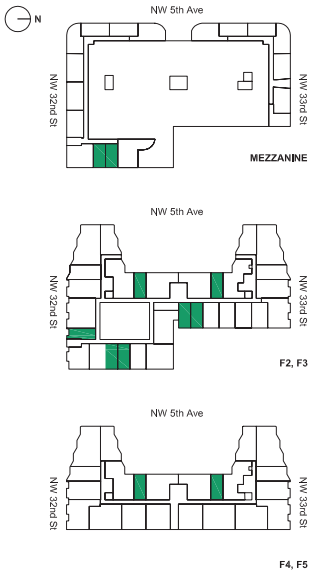 N
NW 5th Ave
NW 32nd St
NW 33rd St
MEZZANINE
NW 5th Ave
NW 32nd St
NW 33rd St
F2, F3
NW 5th Ave
NW 32nd St
NW 33rd St
F4, F5